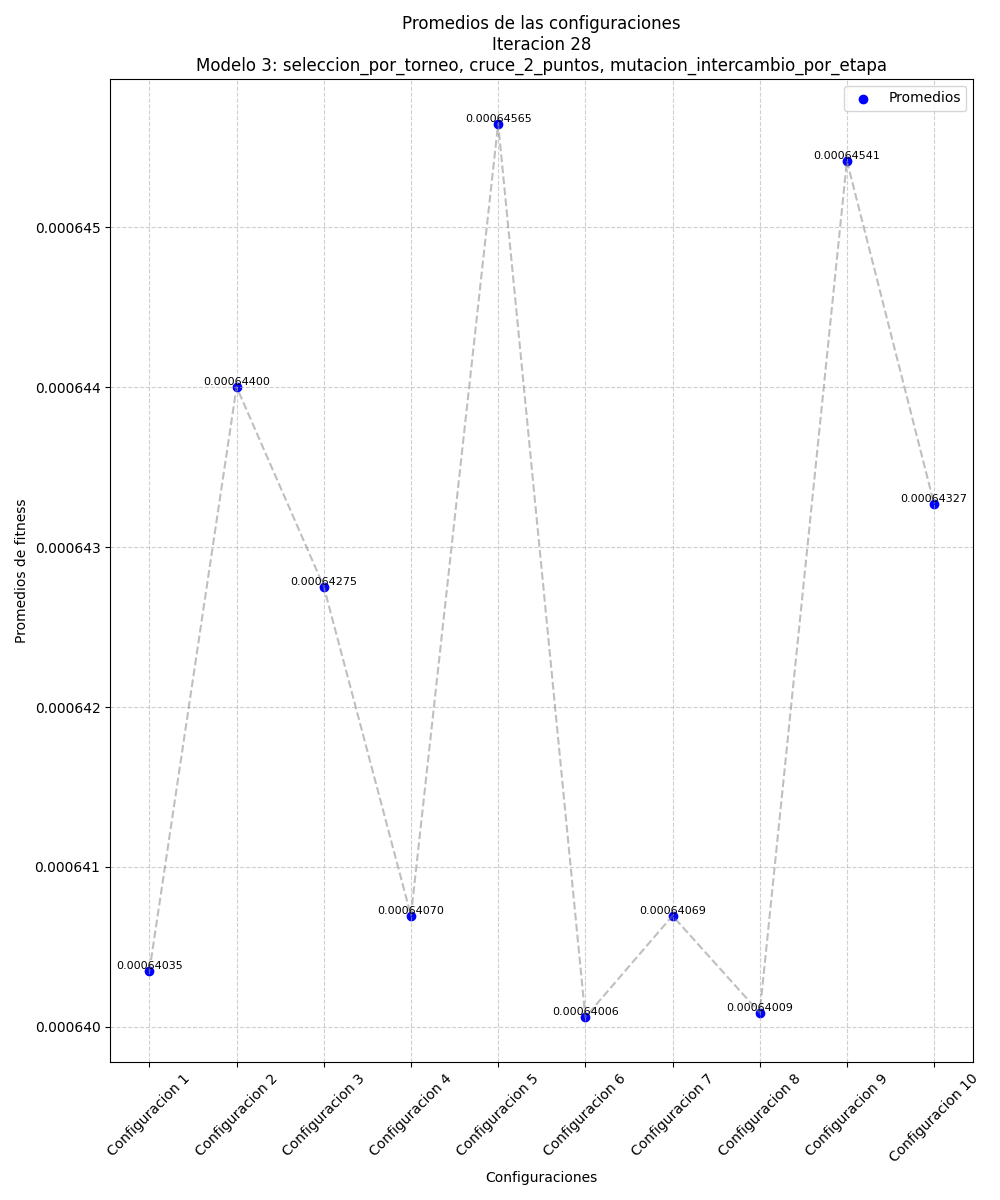 Promedios de las configuraciones
Iteracion 28
Modelo 3: seleccion_por_torneo, cruce_2_puntos, mutacion_intercambio_por_etapa
Promedios
0.00064565
0.00064541
0.000645
0.00064400
0.000644
0.00064327
0.000643
0.00064275
Promedios de fitness
0.000642
0.000641
0.00064070
0.00064069
0.00064035
0.00064006
0.00064009
0.000640
Configuracion 1
Configuracion 2
Configuracion 3
Configuracion 4
Configuracion 5
Configuracion 6
Configuracion 7
Configuracion 8
Configuracion 9
Configuracion 10
Configuraciones